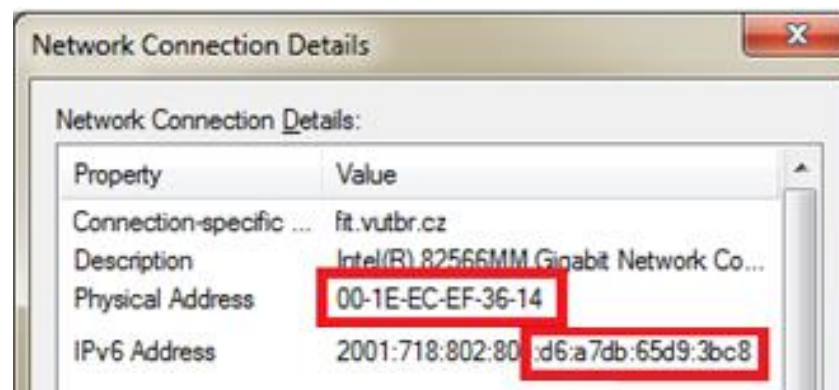 Network Connection Details
Network Connection Details:
Property Value
Connection-specific ... fit.vutbr.cz
Description Intel(R) 82566MM Gigabit Network Co...
Physical Address 00-1E-EC-EF-36-14
IPv6 Address 2001:718:802:80 :d6:a7db:65d9:3bc8